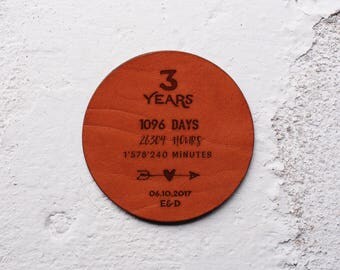 3
YEARS
1096 DAYS
26304 HOURS
1'578'240 MINUTES
06.10.2017
E&D